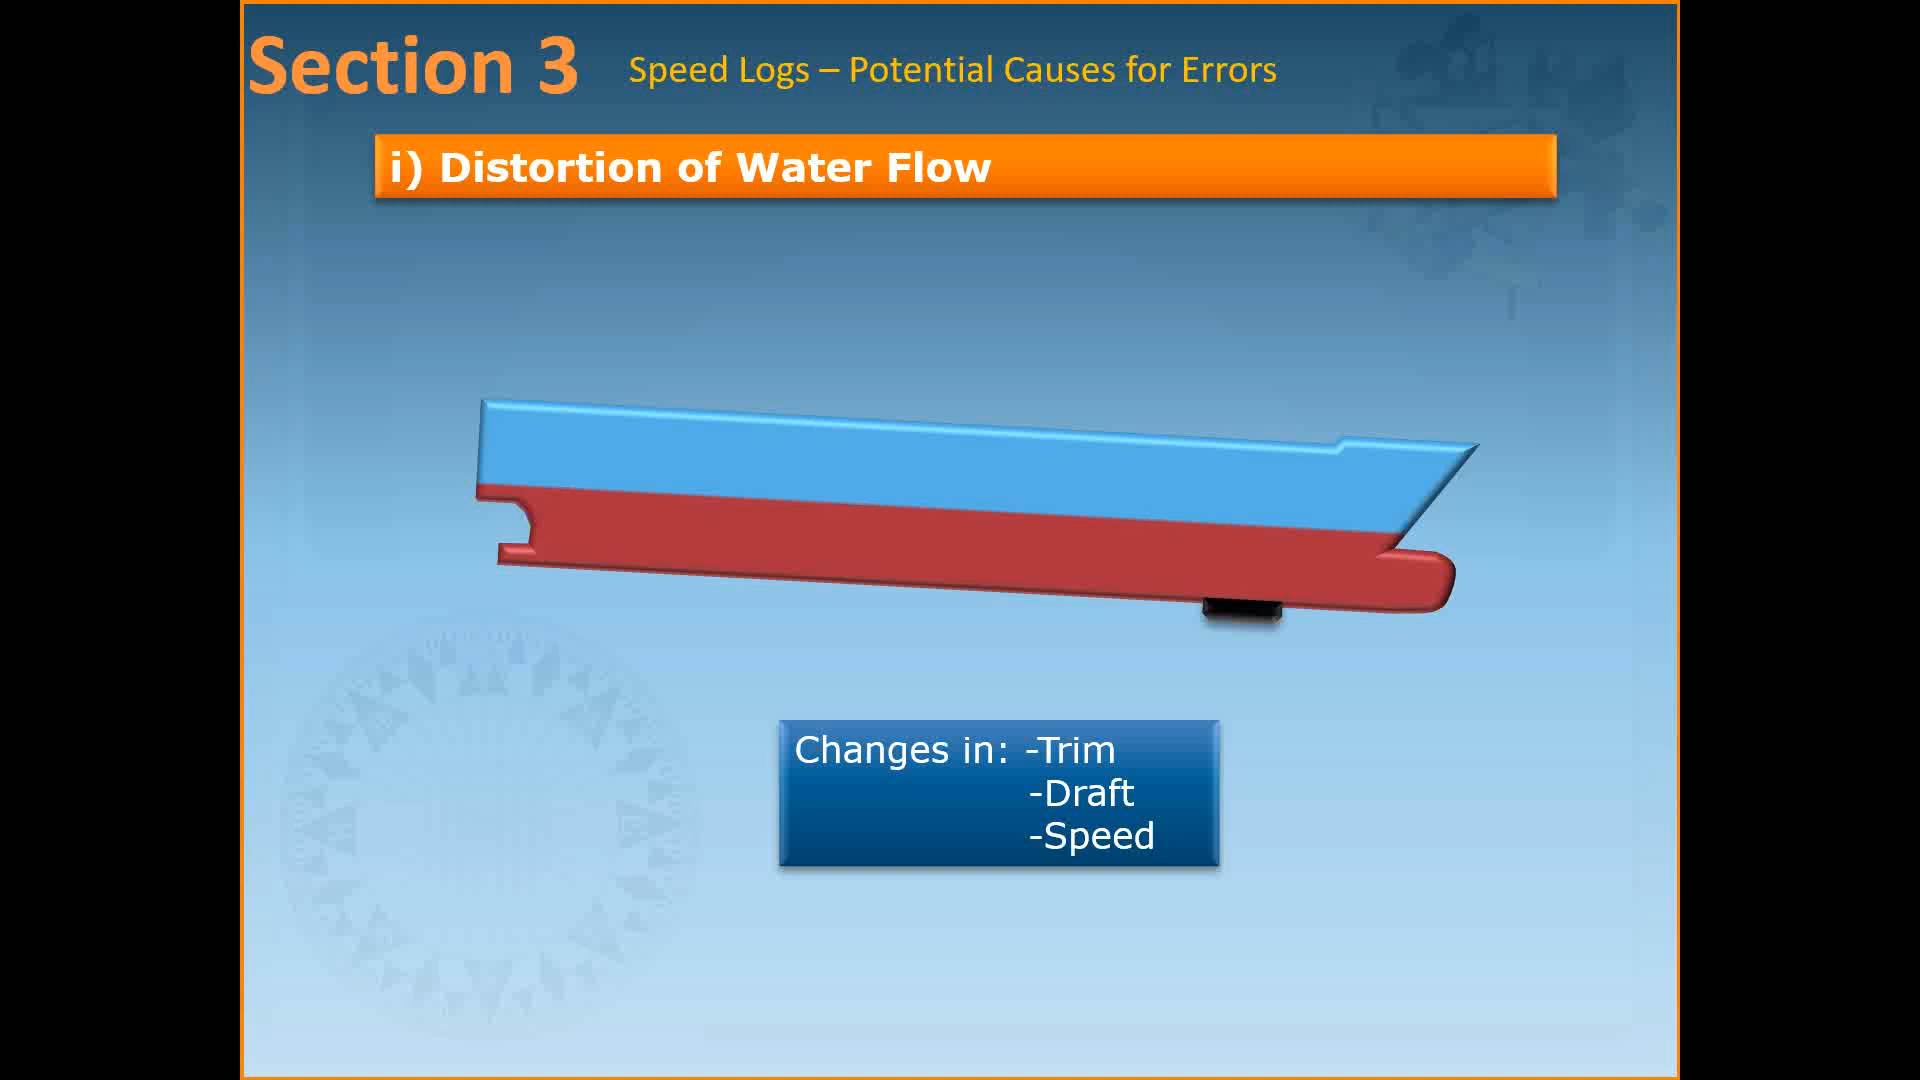 Section 3
Speed Logs – Potential Causes for Errors
i) Distortion of Water Flow
Changes in: -Trim
-Draft
-Speed